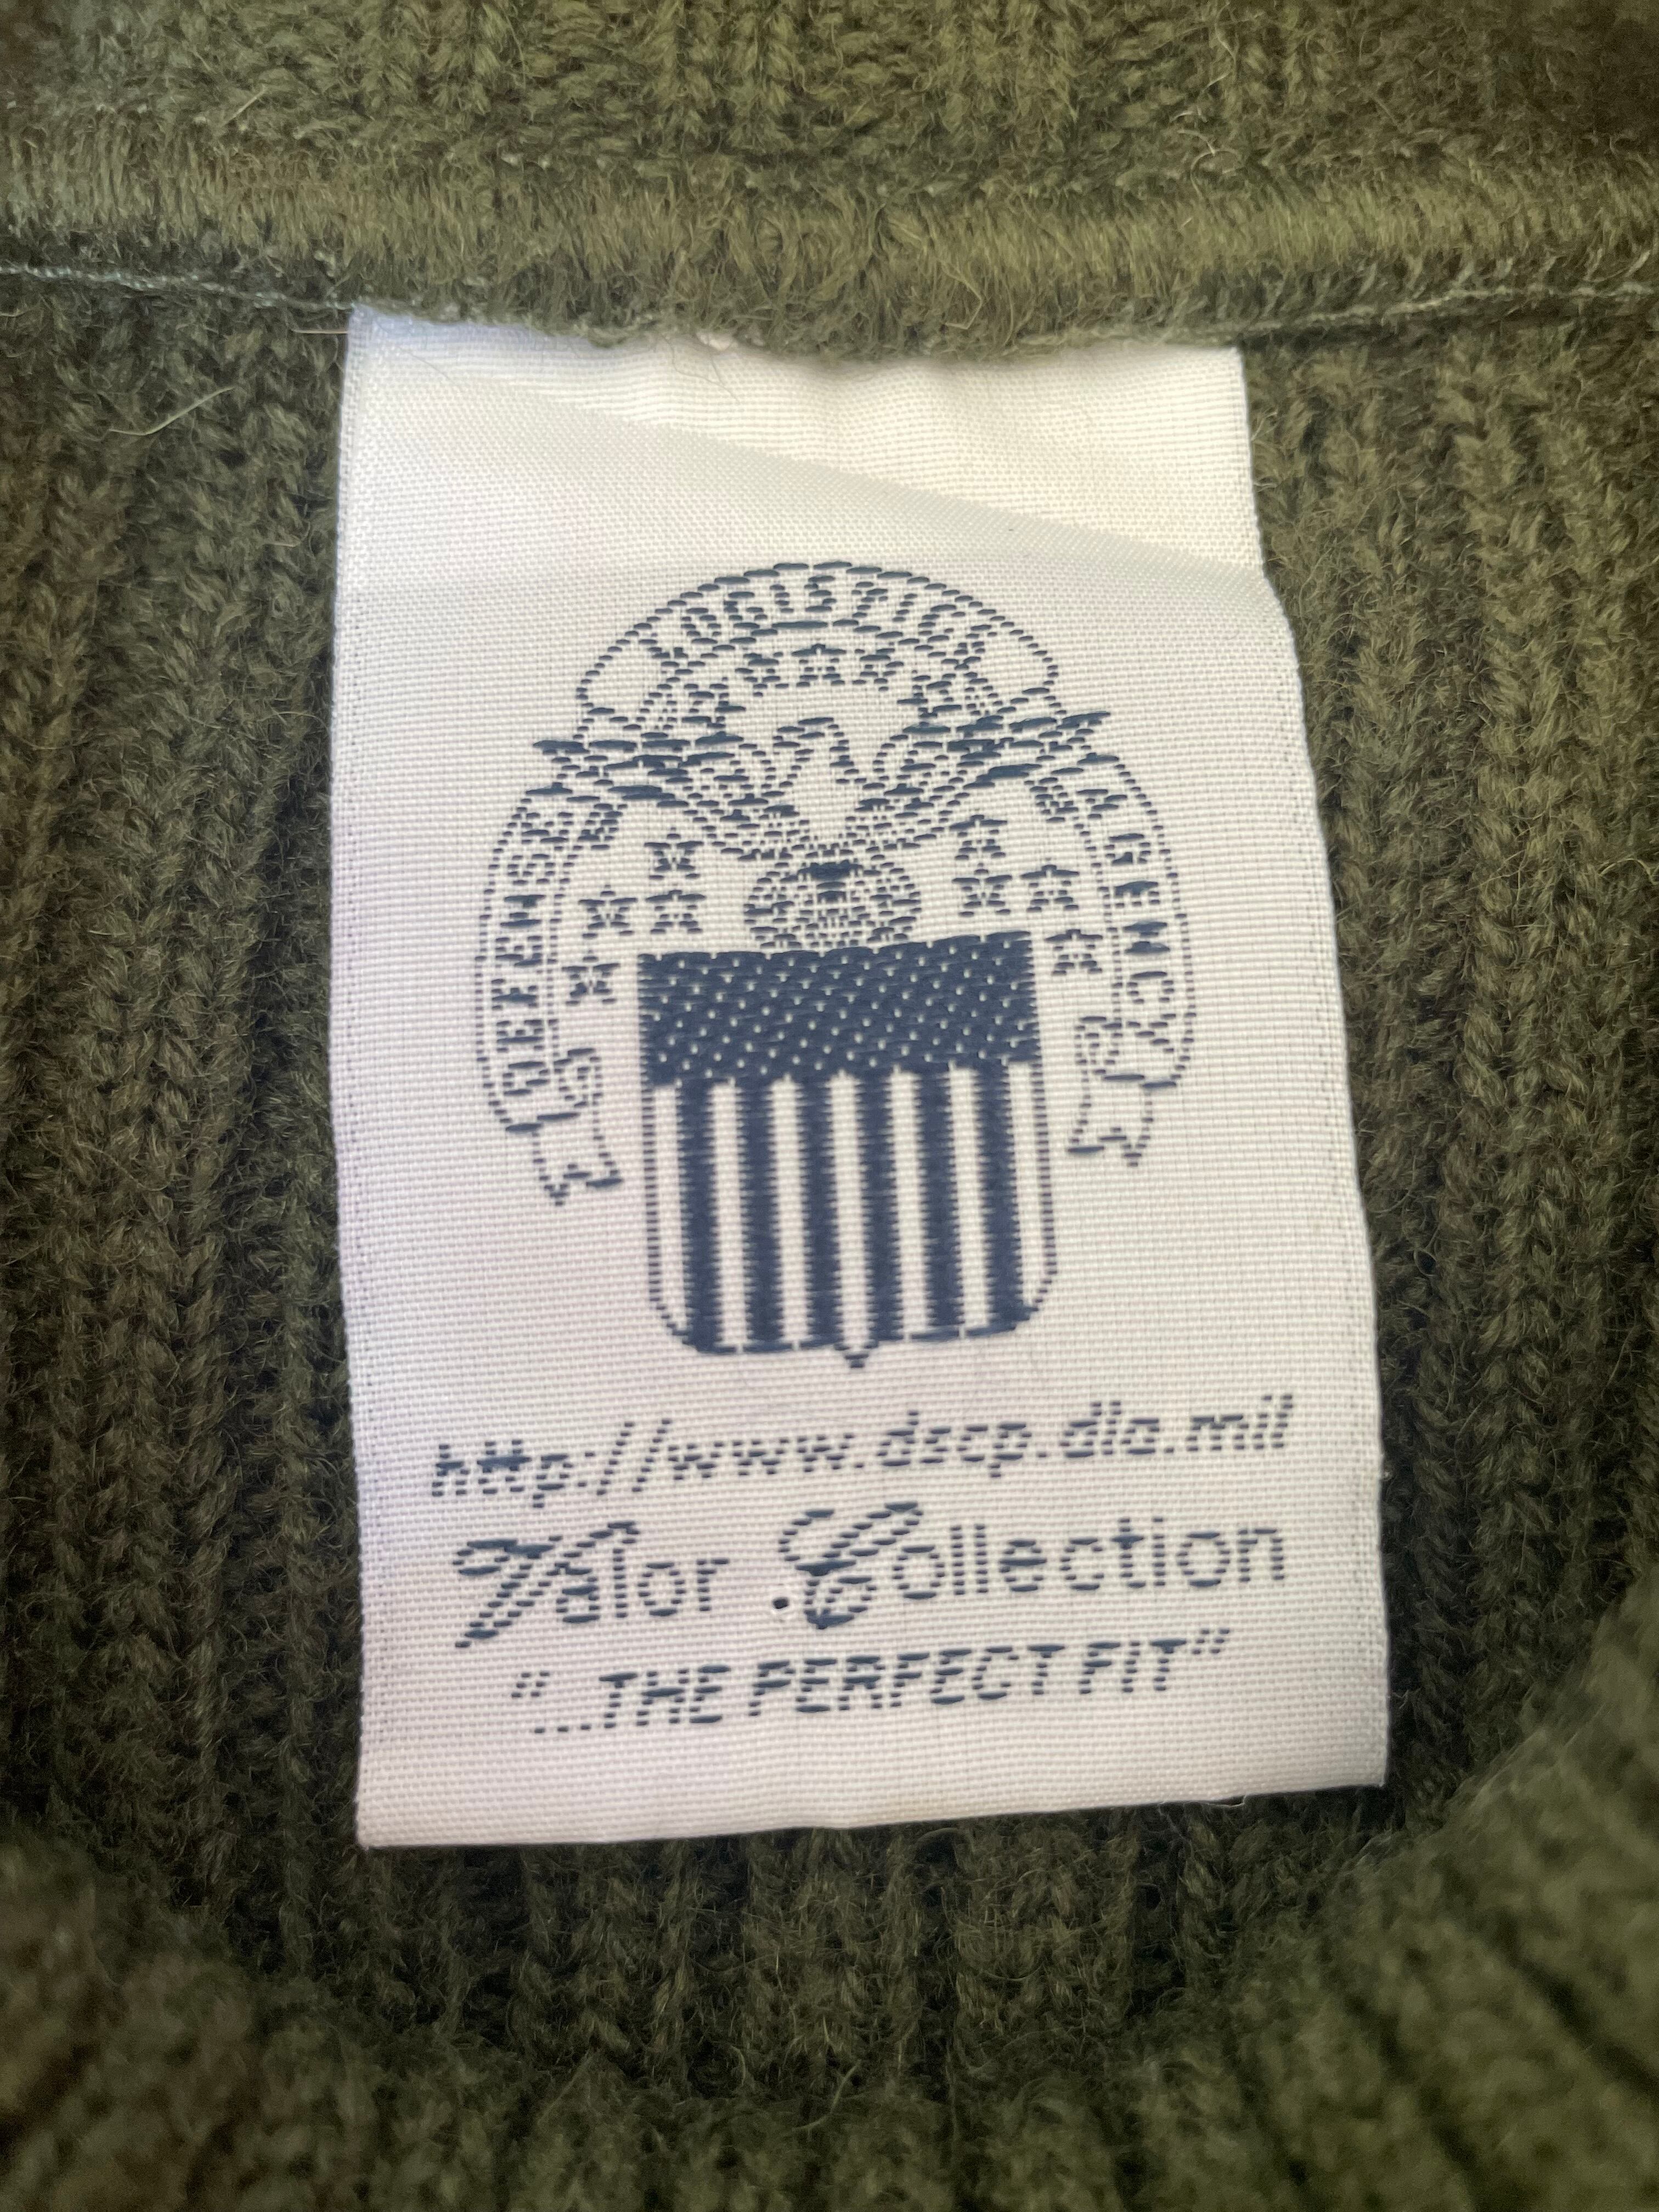 DEFENSE LOGISTICS AGENCY
http://www.dscp.dla.mil
Valor Collection
"...THE PERFECT FIT"